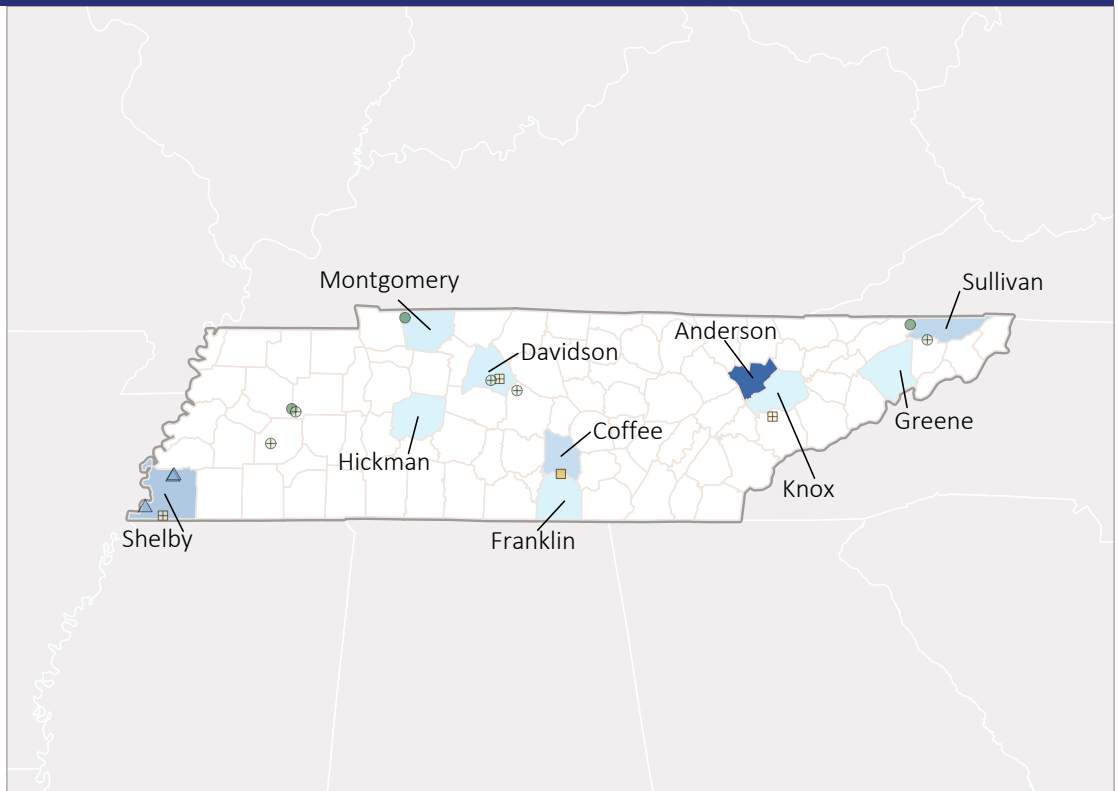 Montgomery
Sullivan
Anderson
Davidson
Greene
Coffee
Hickman
Knox
Shelby
Franklin